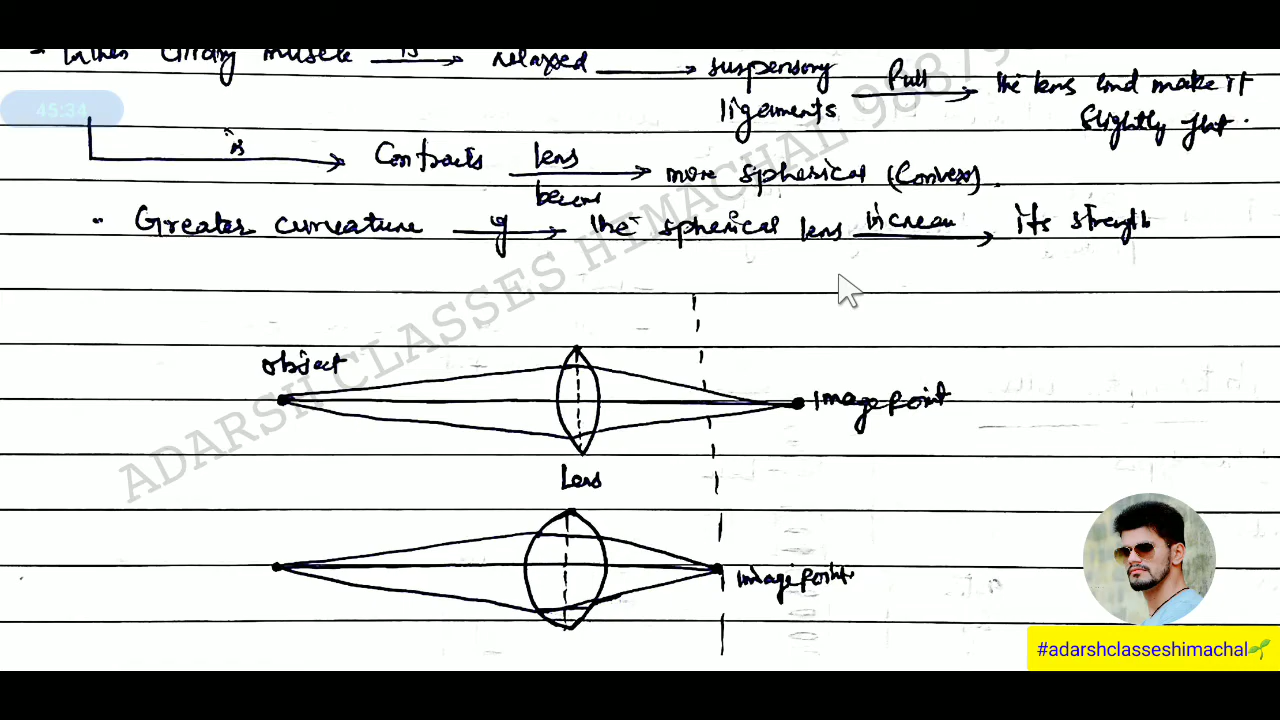 - When Ciliary muscle is → relaxed → suspensory ligaments Pull → the lens and make it slightly flat.
45:34
is → Contracts lens → more spherical (Convex).
- Greater curvature of → the spherical lens increase → its strength
object
image point
Lens
image point
ADARSH CLASSES HIMACHAL
#adarshclasseshimachal🌱